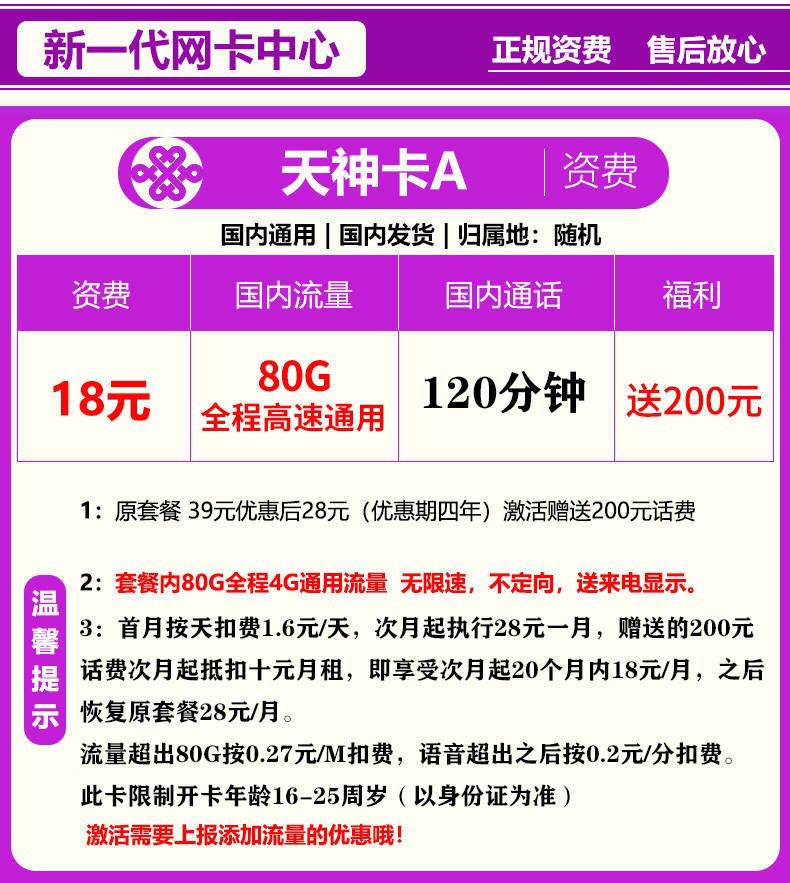 新一代网卡中心
正规资费 售后放心
天神卡A 资费
国内通用 | 国内发货 | 归属地：随机
资费 国内流量 国内通话 福利
18元 80G 120分钟 送200元
全程高速通用
1：原套餐 39元优惠后28元（优惠期四年）激活赠送200元话费
温馨提示
2：套餐内80G全程4G通用流量 无限速，不定向，送来电显示。
3：首月按天扣费1.6元/天，次月起执行28元一月，赠送的200元
话费次月起抵扣十元月租，即享受次月起20个月内18元/月，之后
恢复原套餐28元/月。
流量超出80G按0.27元/M扣费，语音超出之后按0.2元/分扣费。
此卡限制开卡年龄16-25周岁（以身份证为准）
激活需要上报添加流量的优惠哦！